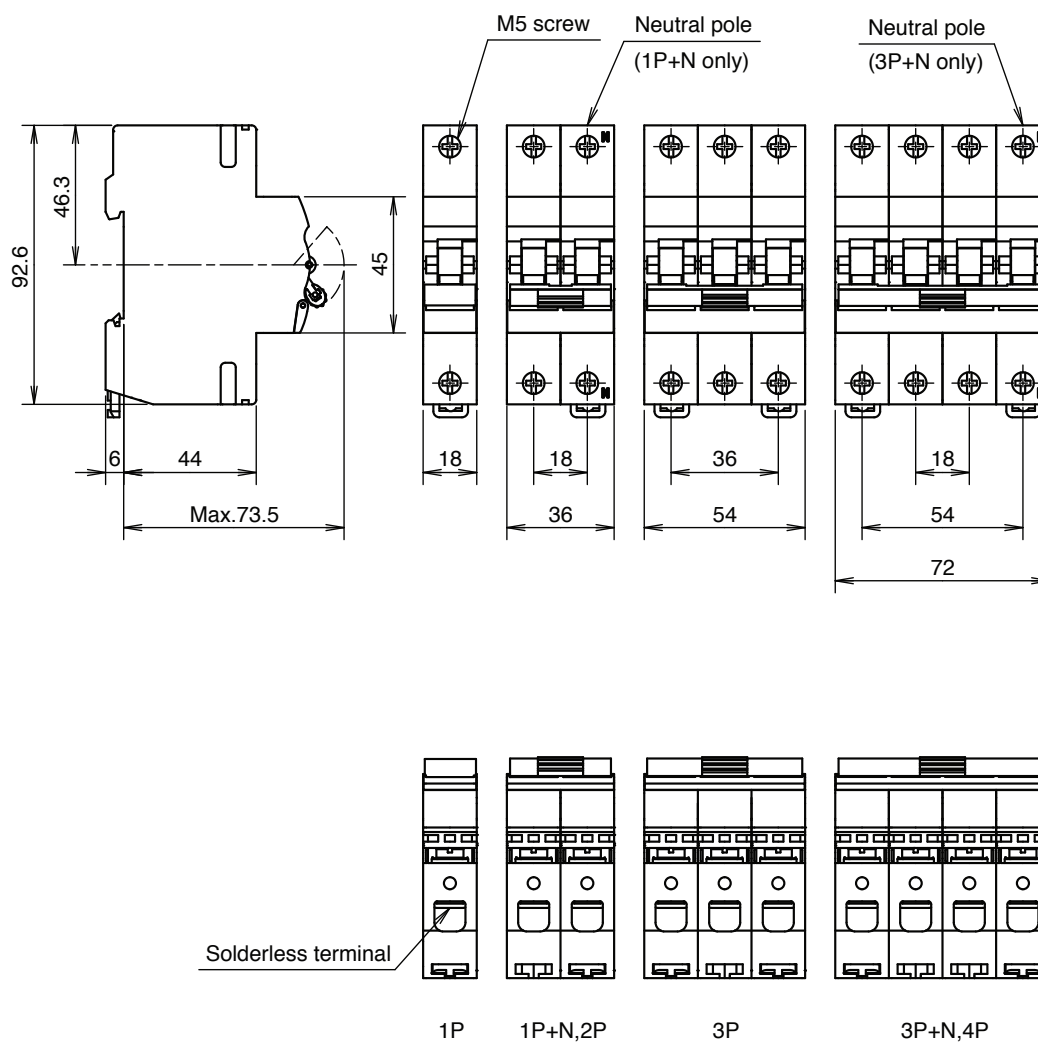 M5 screw
Neutral pole
(1P+N only)
Neutral pole
(3P+N only)
46.3
92.6
45
6
44
18
18
36
18
Max.73.5
36
54
54
72
N
N
Solderless terminal
1P
1P+N,2P
3P
3P+N,4P